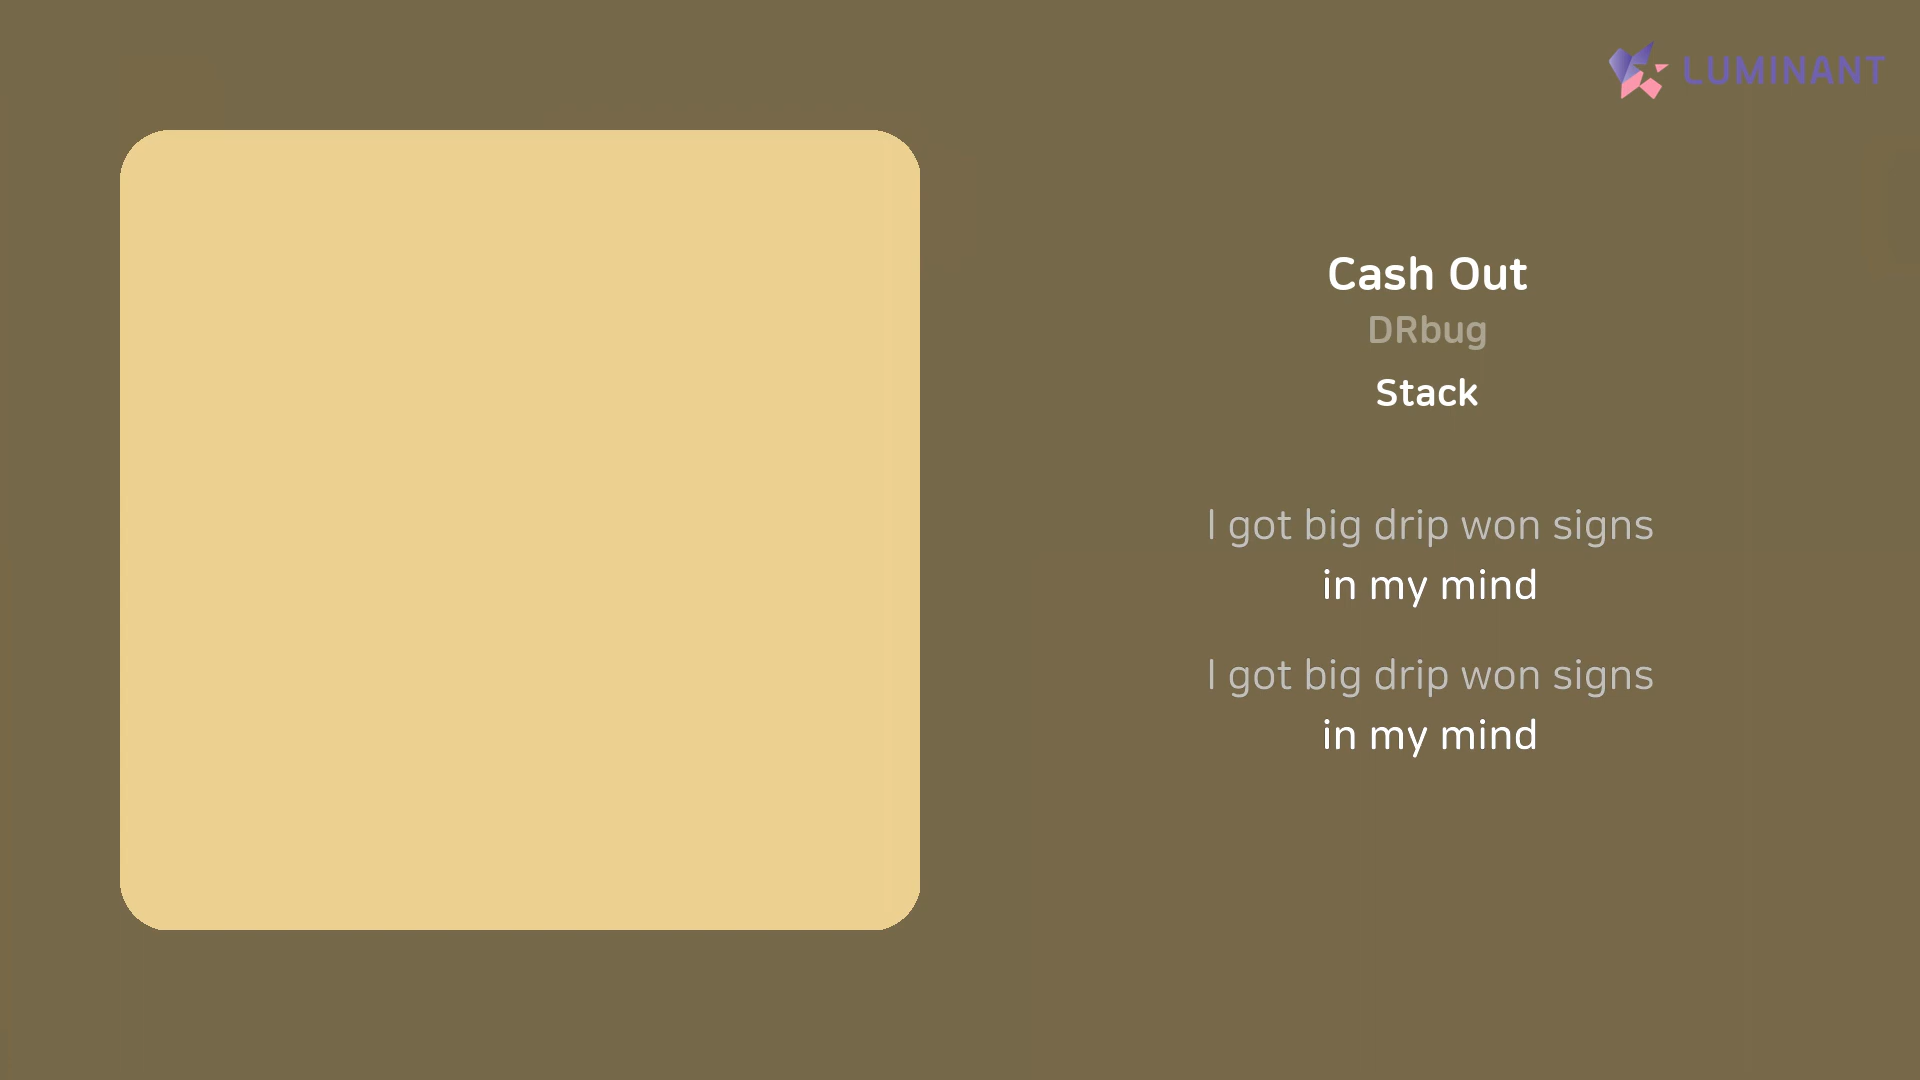 LUMINANT
Cash Out
DRbug
Stack
I got big drip won signs
in my mind
I got big drip won signs
in my mind